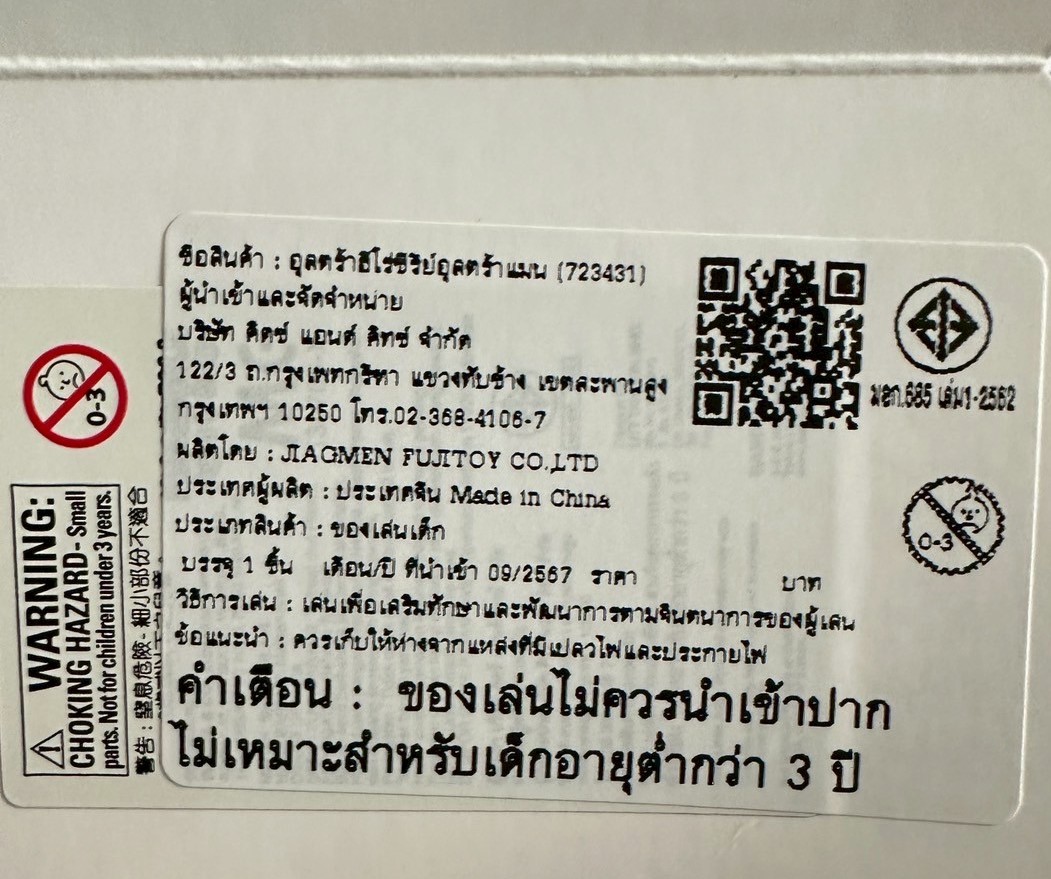 ชื่อสินค้า : อุลตร้าฮีโร่ซีรีย์อุลตร้าแมน (723431)
ผู้นำเข้าและจัดจำหน่าย
บริษัท คิดซ์ แอนด์ คิทซ์ จำกัด
122/3 ถ.กรุงเทพกรีฑา แขวงทับช้าง เขตสะพานสูง
กรุงเทพฯ 10250 โทร.02-368-4106-7
ผลิตโดย : JIAGMEN FUJITOY CO.,LTD
ประเทศผู้ผลิต : ประเทศจีน Made in China
ประเภทสินค้า : ของเล่นเด็ก
บรรจุ 1 ชิ้น เดือน/ปี ที่นำเข้า 09/2567 ราคา บาท
วิธีการเล่น : เล่นเพื่อเสริมทักษาและพัฒนาการตามจินตนาการของผู้เล่น
ข้อแนะนำ : ควรเก็บให้ห่างจากแหล่งที่มีเปลวไฟและประกายไฟ
คำเตือน : ของเล่นไม่ควรนำเข้าปาก
ไม่เหมาะสำหรับเด็กอายุต่ำกว่า 3 ปี
มอก.685 เล่ม1-2562
0-3
0-3
WARNING:
CHOKING HAZARD- Small
parts. Not for children under 3 years.
警告 : 窒息危險- 細小部份不適合